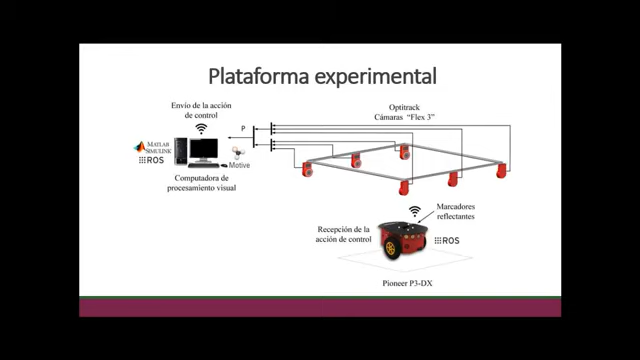 Plataforma experimental
Envío de la acción
de control
Optitrack
Cámaras "Flex 3"
P
MATLAB
SIMULINK
ROS
Motive
Computadora de
procesamiento visual
Marcadores
reflectantes
Recepción de la
acción de control
ROS
Pioneer P3-DX